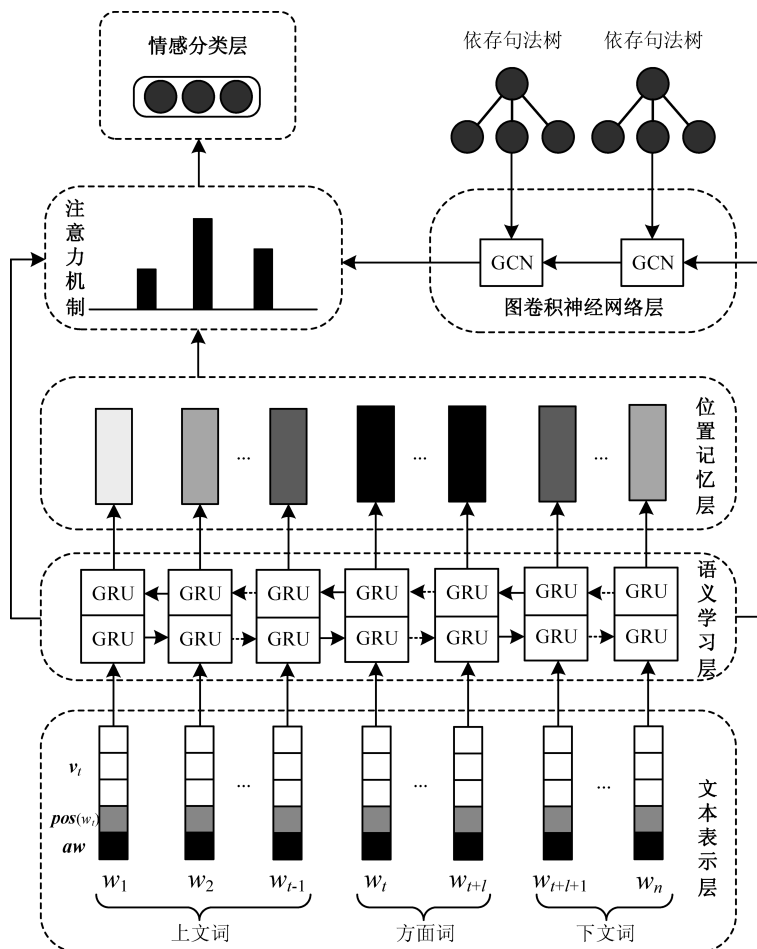 情感分类层
依存句法树 依存句法树
注意力机制
GCN GCN
图卷积神经网络层
位置记忆层
... ... ...
GRU GRU GRU GRU GRU GRU GRU
GRU GRU GRU GRU GRU GRU GRU
语义学习层
v_t
... ... ...
pos(w_t)
aw
文本表示层
w_1 w_2 w_{t-1} w_t w_{t+l} w_{t+l+1} w_n
上文词 方面词 下文词